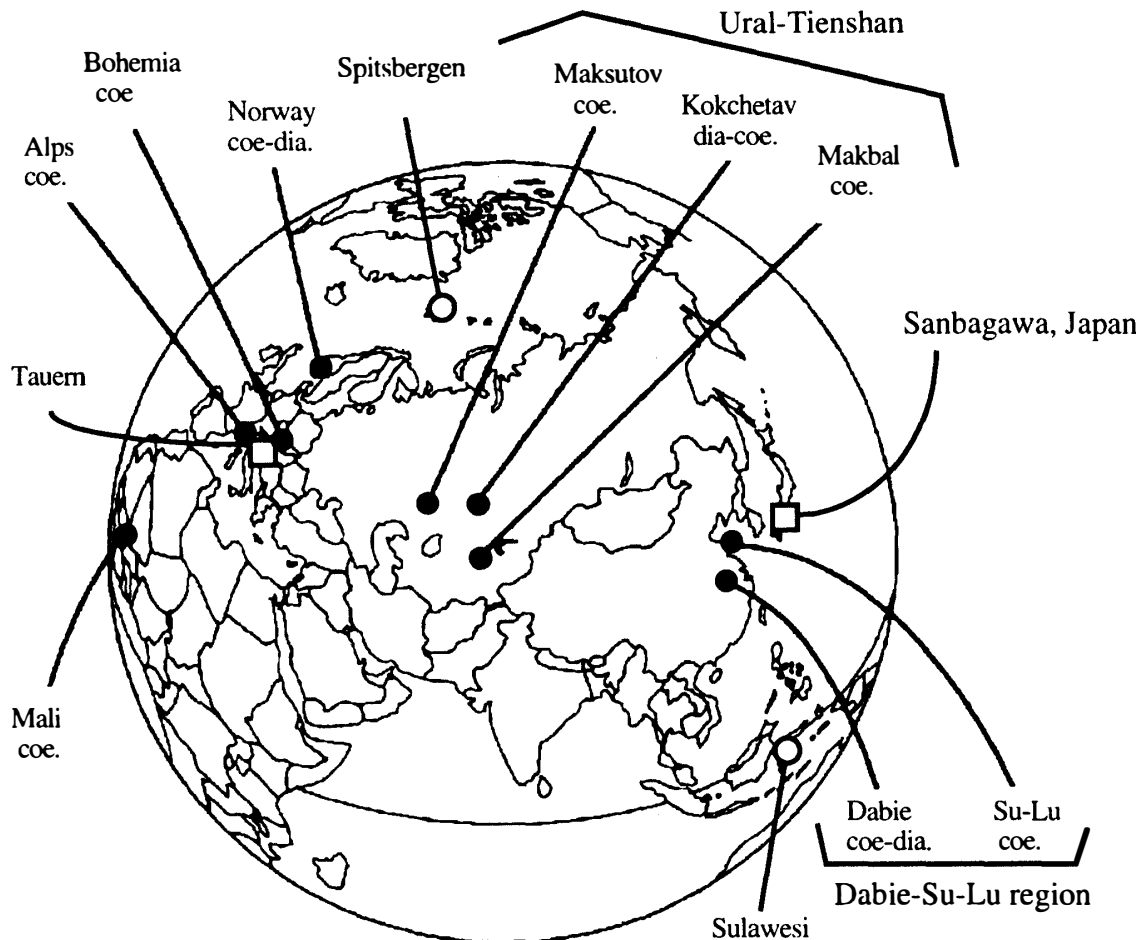 Ural-Tienshan
Bohemia
coe
Spitsbergen
Maksutov
coe.
Norway
coe-dia.
Kokchetav
dia-coe.
Alps
coe.
Makbal
coe.
Sanbagawa, Japan
Tauern
Mali
coe.
Dabie
coe-dia.
Su-Lu
coe.
Dabie-Su-Lu region
Sulawesi